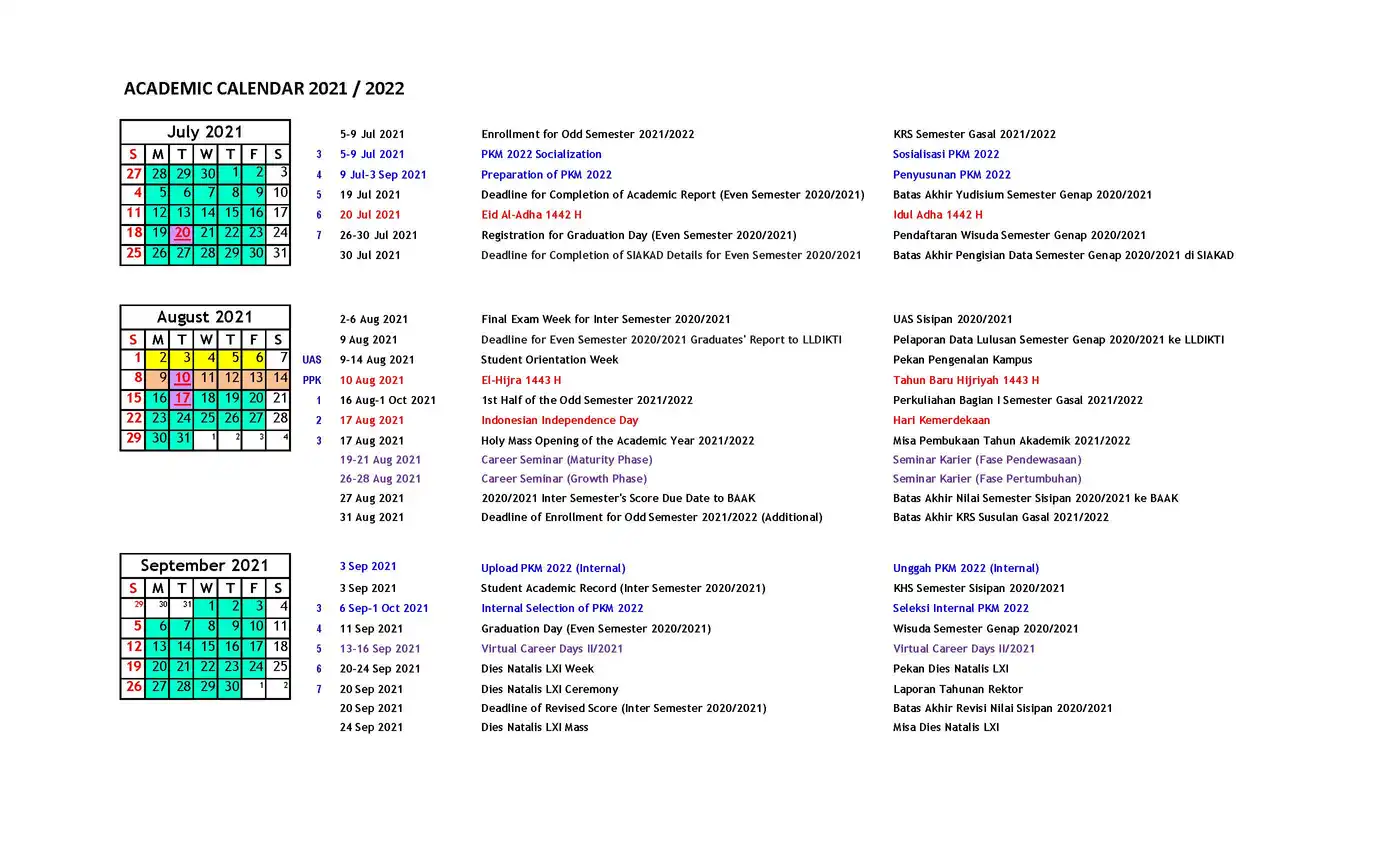 ACADEMIC CALENDAR 2021 / 2022
July 2021
5-9 Jul 2021 Enrollment for Odd Semester 2021/2022 KRS Semester Gasal 2021/2022
S M T W T F S 3 5-9 Jul 2021 PKM 2022 Socialization Sosialisasi PKM 2022
27 28 29 30 1 2 3 4 9 Jul-3 Sep 2021 Preparation of PKM 2022 Penyusunan PKM 2022
4 5 6 7 8 9 10 5 19 Jul 2021 Deadline for Completion of Academic Report (Even Semester 2020/2021) Batas Akhir Yudisium Semester Genap 2020/2021
11 12 13 14 15 16 17 6 20 Jul 2021 Eid Al-Adha 1442 H Idul Adha 1442 H
18 19 20 21 22 23 24 7 26-30 Jul 2021 Registration for Graduation Day (Even Semester 2020/2021) Pendaftaran Wisuda Semester Genap 2020/2021
25 26 27 28 29 30 31 30 Jul 2021 Deadline for Completion of SIAKAD Details for Even Semester 2020/2021 Batas Akhir Pengisian Data Semester Genap 2020/2021 di SIAKAD
August 2021 2-6 Aug 2021 Final Exam Week for Inter Semester 2020/2021 UAS Sisipan 2020/2021
S M T W T F S 9 Aug 2021 Deadline for Even Semester 2020/2021 Graduates' Report to LLDIKTI Pelaporan Data Lulusan Semester Genap 2020/2021 ke LLDIKTI
1 2 3 4 5 6 7 UAS 9-14 Aug 2021 Student Orientation Week Pekan Pengenalan Kampus
8 9 10 11 12 13 14 PPK 10 Aug 2021 El-Hijra 1443 H Tahun Baru Hijriyah 1443 H
15 16 17 18 19 20 21 1 16 Aug-1 Oct 2021 1st Half of the Odd Semester 2021/2022 Perkuliahan Bagian I Semester Gasal 2021/2022
22 23 24 25 26 27 28 2 17 Aug 2021 Indonesian Independence Day Hari Kemerdekaan
29 30 31 1 2 3 4 3 17 Aug 2021 Holy Mass Opening of the Academic Year 2021/2022 Misa Pembukaan Tahun Akademik 2021/2022
19-21 Aug 2021 Career Seminar (Maturity Phase) Seminar Karier (Fase Pendewasaan)
26-28 Aug 2021 Career Seminar (Growth Phase) Seminar Karier (Fase Pertumbuhan)
27 Aug 2021 2020/2021 Inter Semester's Score Due Date to BAAK Batas Akhir Nilai Semester Sisipan 2020/2021 ke BAAK
31 Aug 2021 Deadline of Enrollment for Odd Semester 2021/2022 (Additional) Batas Akhir KRS Susulan Gasal 2021/2022
September 2021 3 Sep 2021 Upload PKM 2022 (Internal) Unggah PKM 2022 (Internal)
S M T W T F S 3 Sep 2021 Student Academic Record (Inter Semester 2020/2021) KHS Semester Sisipan 2020/2021
29 30 31 1 2 3 4 3 6 Sep-1 Oct 2021 Internal Selection of PKM 2022 Seleksi Internal PKM 2022
5 6 7 8 9 10 11 4 11 Sep 2021 Graduation Day (Even Semester 2020/2021) Wisuda Semester Genap 2020/2021
12 13 14 15 16 17 18 5 13-16 Sep 2021 Virtual Career Days II/2021 Virtual Career Days II/2021
19 20 21 22 23 24 25 6 20-24 Sep 2021 Dies Natalis LXI Week Pekan Dies Natalis LXI
26 27 28 29 30 1 2 7 20 Sep 2021 Dies Natalis LXI Ceremony Laporan Tahunan Rektor
20 Sep 2021 Deadline of Revised Score (Inter Semester 2020/2021) Batas Akhir Revisi Nilai Sisipan 2020/2021
24 Sep 2021 Dies Natalis LXI Mass Misa Dies Natalis LXI